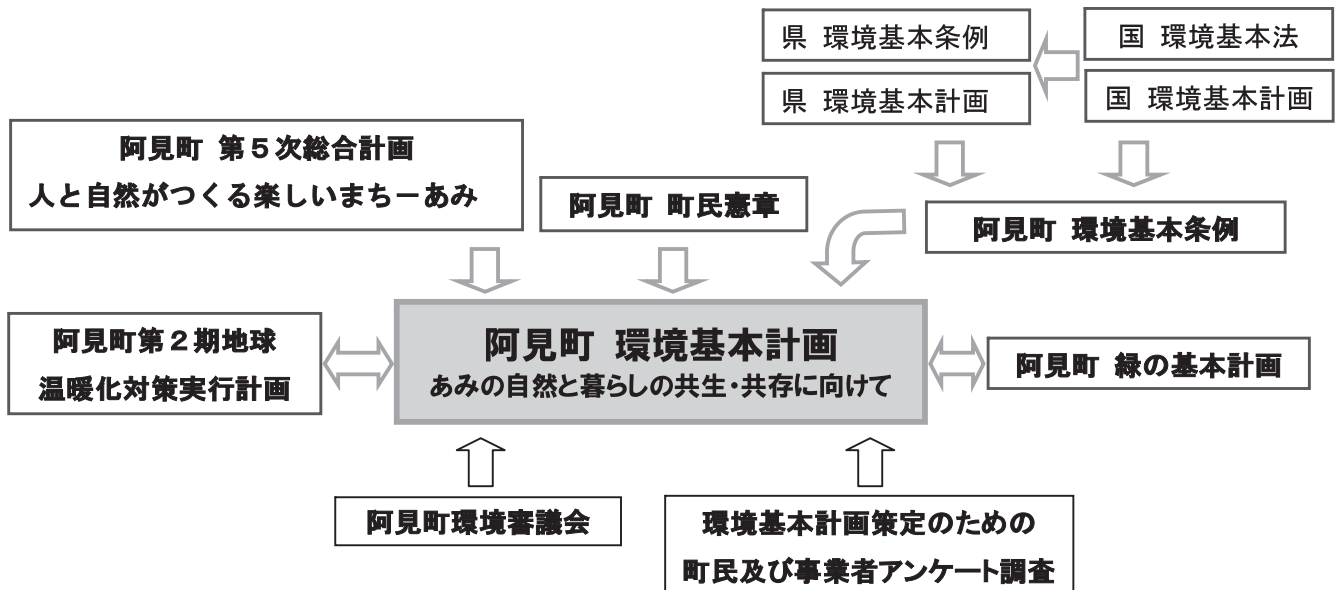 県 環境基本条例
国 環境基本法
県 環境基本計画
国 環境基本計画
阿見町 第5次総合計画
人と自然がつくる楽しいまち－あみ
阿見町 町民憲章
阿見町 環境基本条例
阿見町第2期地球
温暖化対策実行計画
阿見町 環境基本計画
あみの自然と暮らしの共生・共存に向けて
阿見町 緑の基本計画
阿見町環境審議会
環境基本計画策定のための
町民及び事業者アンケート調査